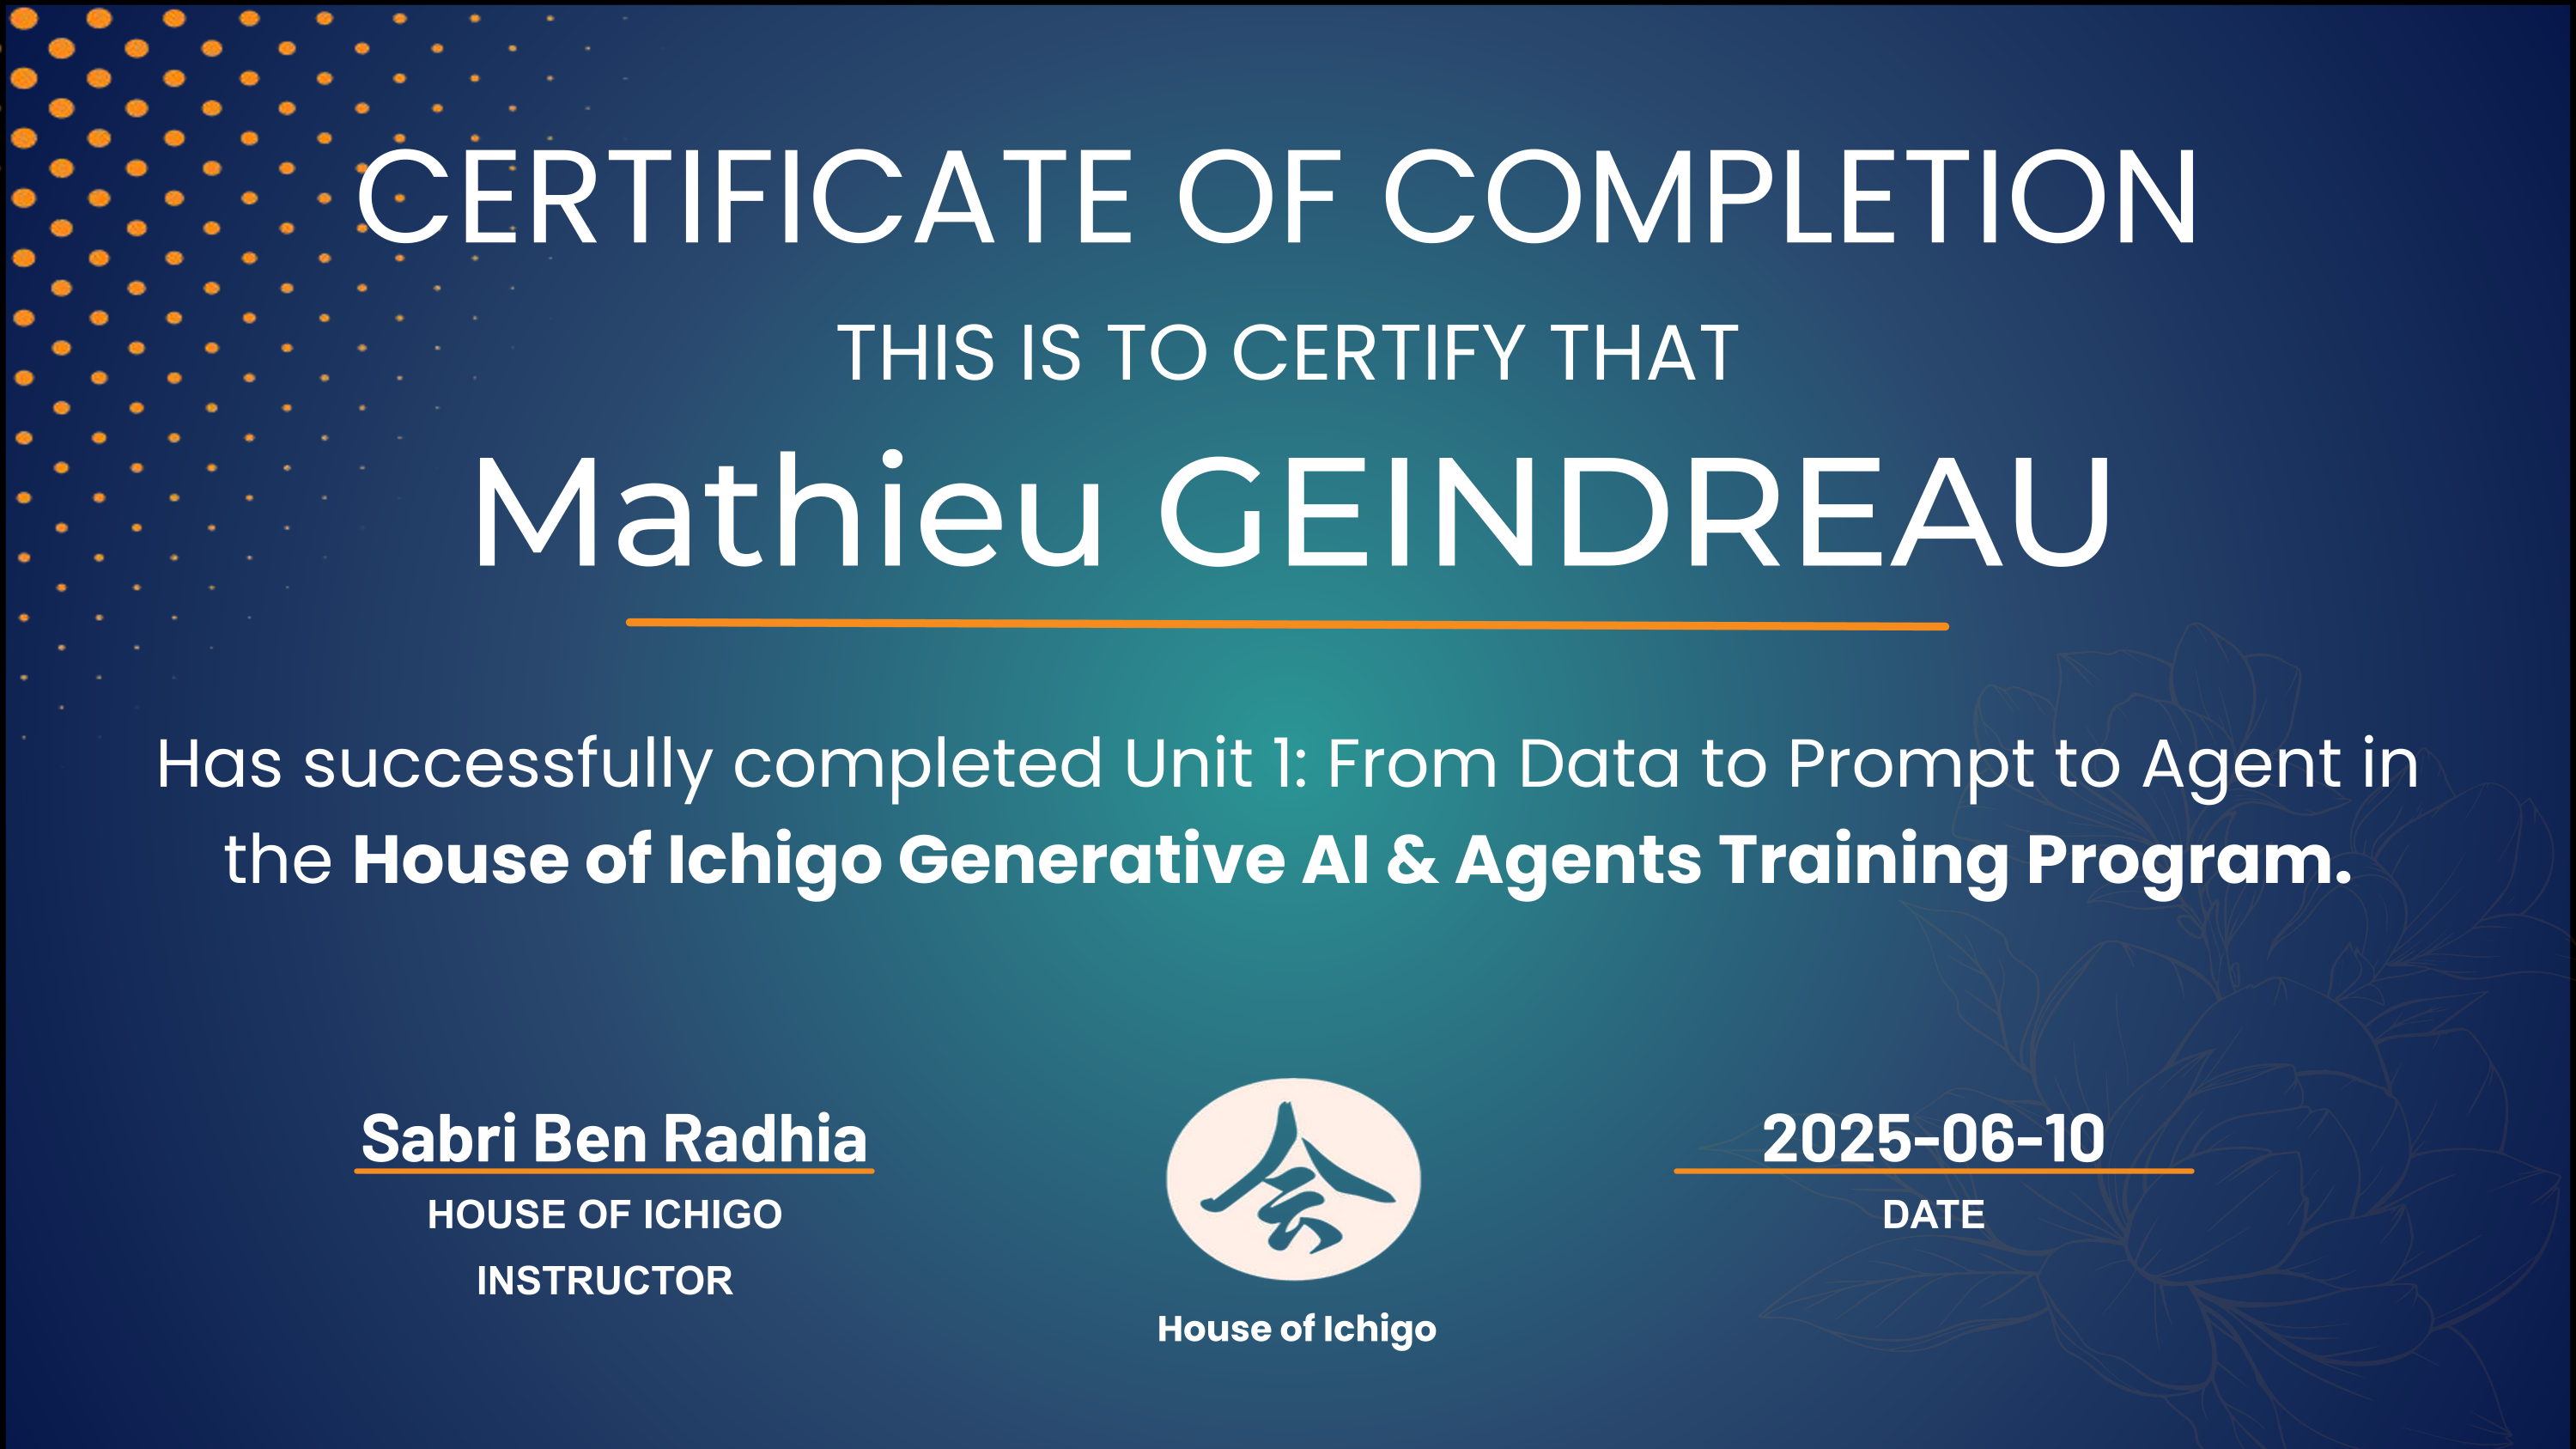 CERTIFICATE OF COMPLETION
THIS IS TO CERTIFY THAT
Mathieu GEINDREAU
Has successfully completed Unit 1: From Data to Prompt to Agent in
the House of Ichigo Generative AI & Agents Training Program.
Sabri Ben Radhia
HOUSE OF ICHIGO
INSTRUCTOR
会
House of Ichigo
2025-06-10
DATE